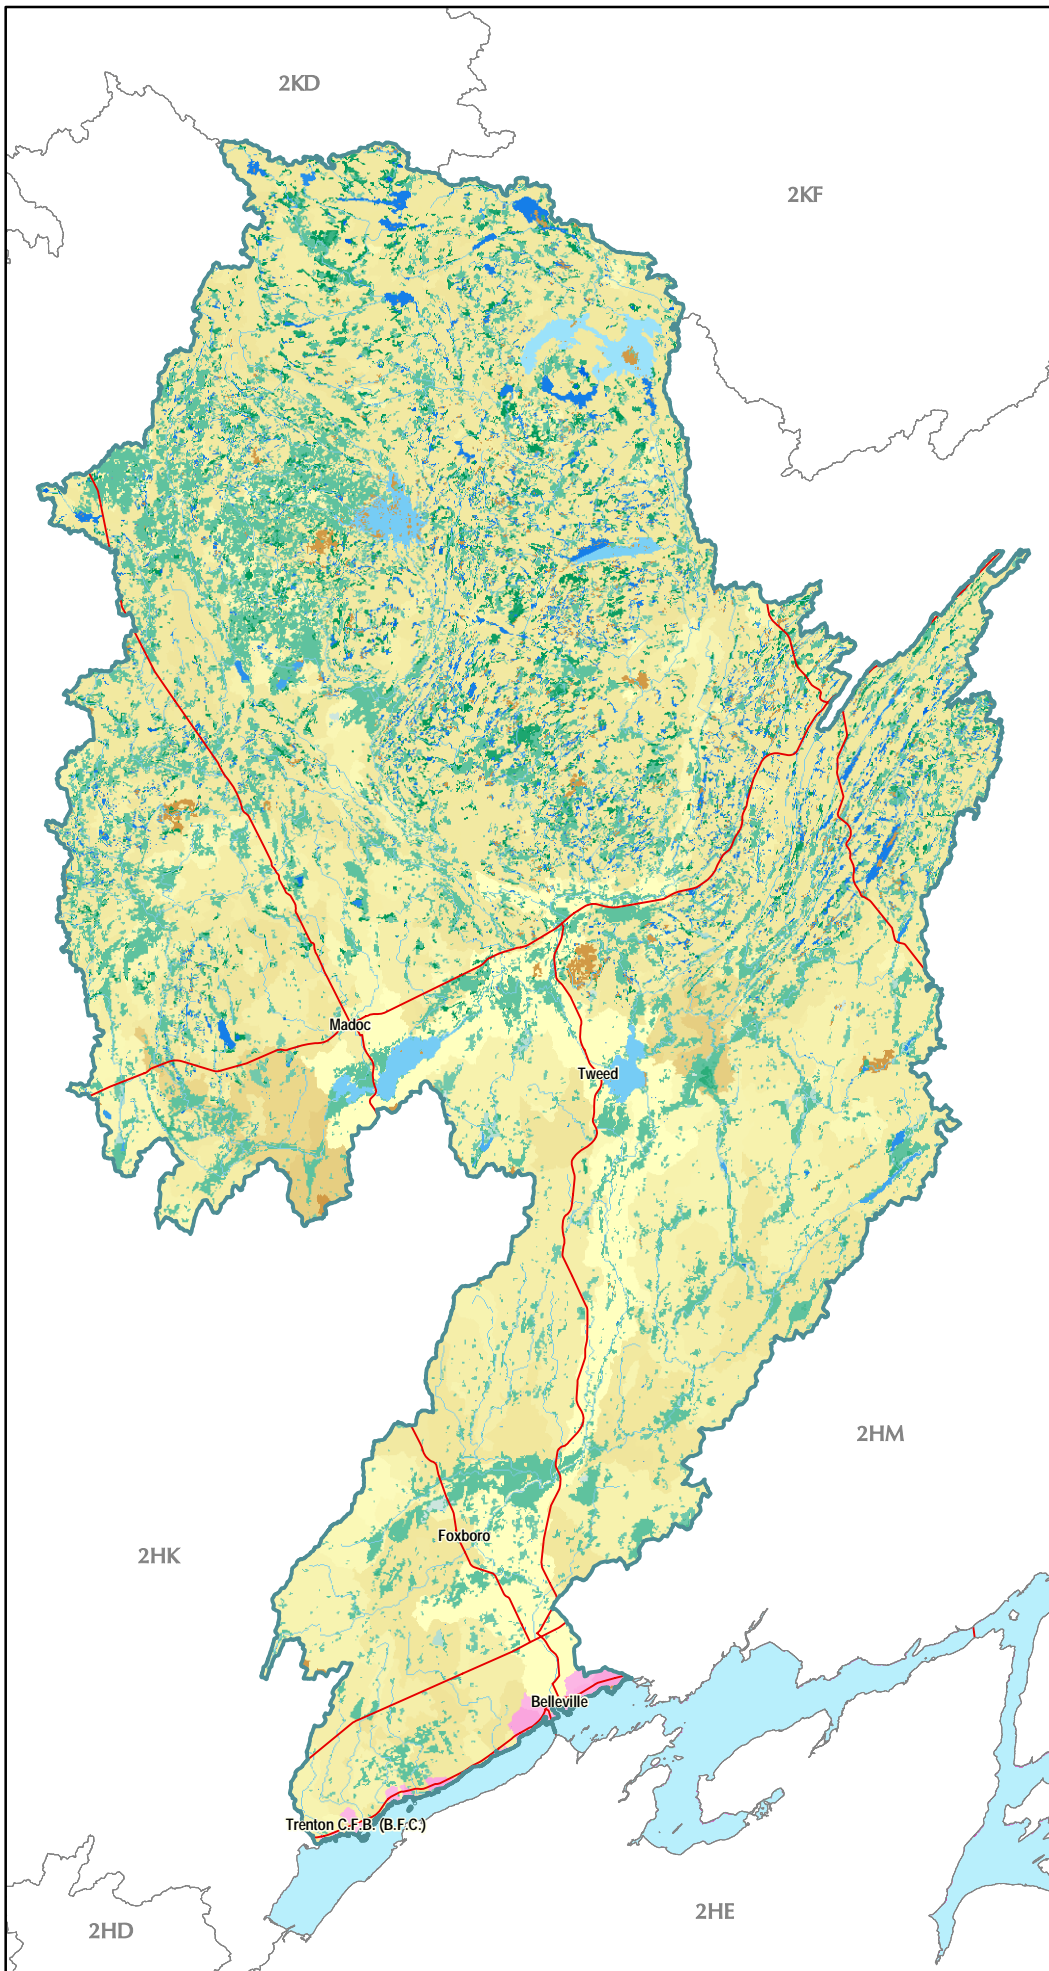 2KD
2KF
Madoc
Tweed
2HM
Foxboro
2HK
Belleville
Trenton C.F.B. (B.F.C.)
2HE
2HD